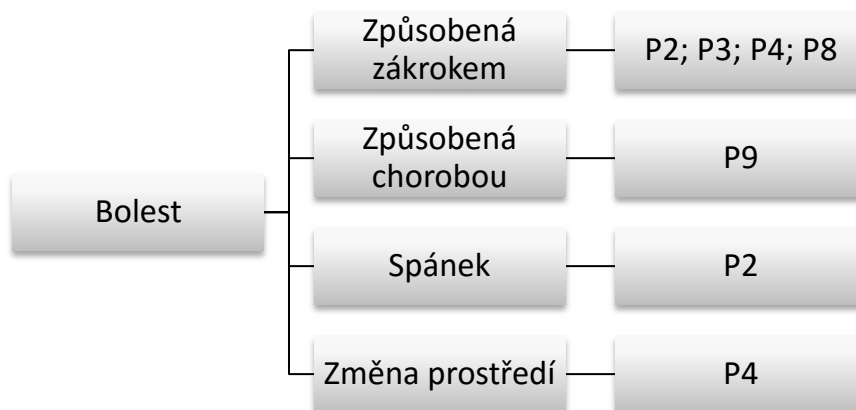 Způsobená
zákrokem
P2; P3; P4; P8
Způsobená
chorobou
P9
Bolest
Spánek
P2
Změna prostředí
P4